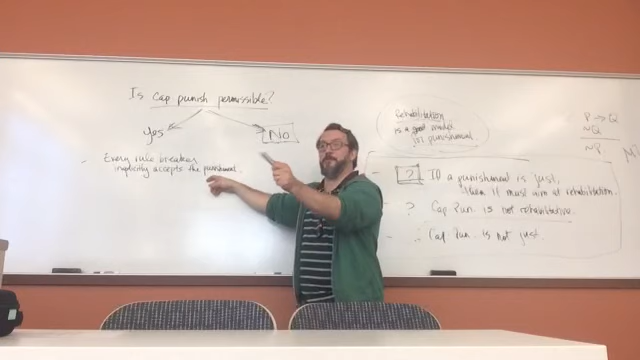 Is Cap punish permissible?
Yes
No
Every rule breaker
implicitly accepts the punishment.
Rehabilitation
is a good model
for punishment
P → Q
~Q
~P
? If a punishment is just,
then it must aim at rehabilitation.
? Cap Pun. is not rehabilitative.
∴ Cap Pun. is not just.